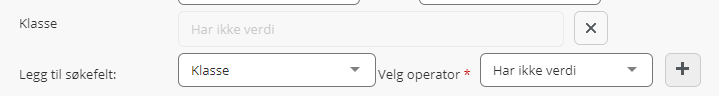 Klasse Har ikke verdi
Legg til søkefelt: Klasse Velg operator * Har ikke verdi